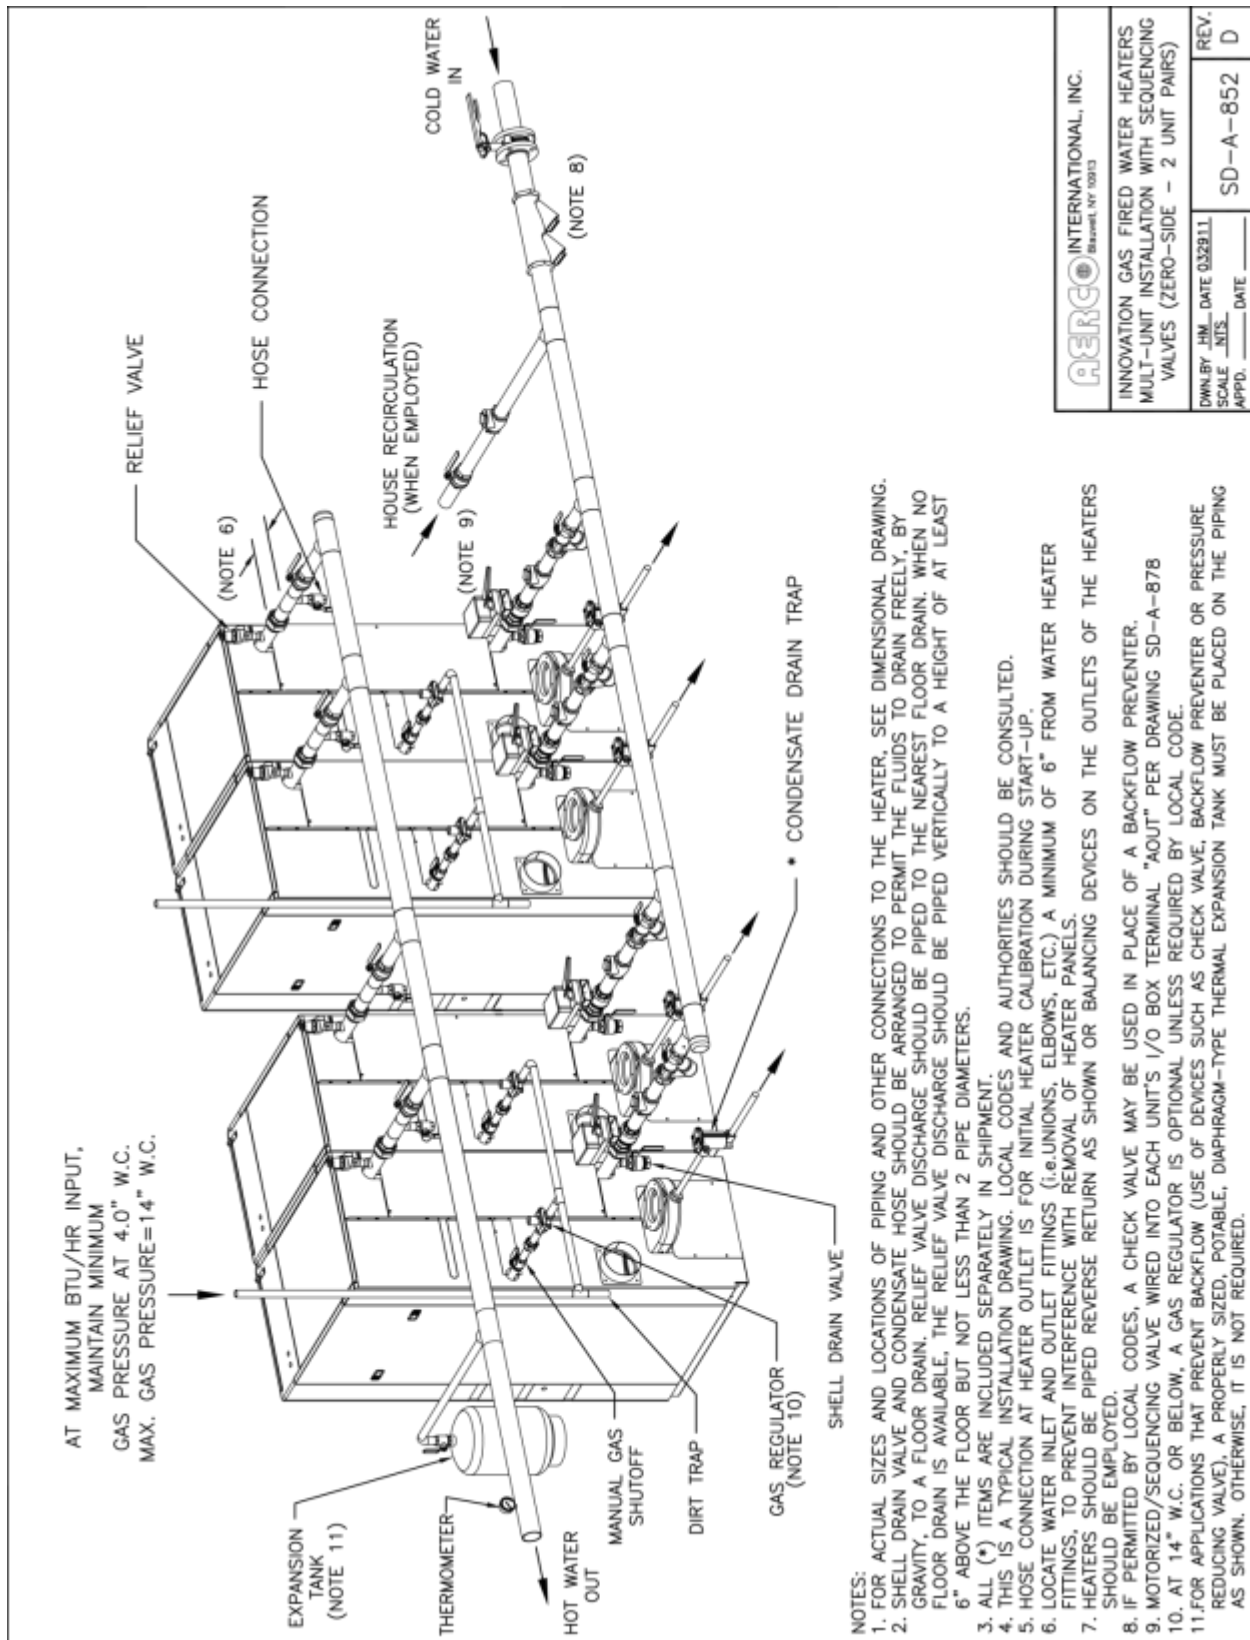 AT MAXIMUM BTU/HR INPUT,
MAINTAIN MINIMUM
GAS PRESSURE AT 4.0" W.C.
MAX. GAS PRESSURE=14" W.C.
RELIEF VALVE
(NOTE 6)
HOSE CONNECTION
COLD WATER
IN
(NOTE 8)
HOUSE RECIRCULATION
(WHEN EMPLOYED)
(NOTE 9)
EXPANSION
TANK
(NOTE 11)
THERMOMETER
HOT WATER
OUT
MANUAL GAS
SHUTOFF
DIRT TRAP
GAS REGULATOR
(NOTE 10)
SHELL DRAIN VALVE
* CONDENSATE DRAIN TRAP
NOTES:
1. FOR ACTUAL SIZES AND LOCATIONS OF PIPING AND OTHER CONNECTIONS TO THE HEATER, SEE DIMENSIONAL DRAWING.
2. SHELL DRAIN VALVE AND CONDENSATE HOSE SHOULD BE ARRANGED TO PERMIT THE FLUIDS TO DRAIN FREELY, BY
GRAVITY, TO A FLOOR DRAIN. RELIEF VALVE DISCHARGE SHOULD BE PIPED TO THE NEAREST FLOOR DRAIN. WHEN NO
FLOOR DRAIN IS AVAILABLE, THE RELIEF VALVE DISCHARGE SHOULD BE PIPED VERTICALLY TO A HEIGHT OF AT LEAST
6" ABOVE THE FLOOR BUT NOT LESS THAN 2 PIPE DIAMETERS.
3. ALL (*) ITEMS ARE INCLUDED SEPARATELY IN SHIPMENT.
4. THIS IS A TYPICAL INSTALLATION DRAWING. LOCAL CODES AND AUTHORITIES SHOULD BE CONSULTED.
5. HOSE CONNECTION AT HEATER OUTLET IS FOR INITIAL HEATER CALIBRATION DURING START-UP.
6. LOCATE WATER INLET AND OUTLET FITTINGS (i.e.UNIONS, ELBOWS, ETC.) A MINIMUM OF 6" FROM WATER HEATER
FITTINGS, TO PREVENT INTERFERENCE WITH REMOVAL OF HEATER PANELS.
7. HEATERS SHOULD BE PIPED REVERSE RETURN AS SHOWN OR BALANCING DEVICES ON THE OUTLETS OF THE HEATERS
SHOULD BE EMPLOYED.
8. IF PERMITTED BY LOCAL CODES, A CHECK VALVE MAY BE USED IN PLACE OF A BACKFLOW PREVENTER.
9. MOTORIZED/SEQUENCING VALVE WIRED INTO EACH UNIT'S I/O BOX TERMINAL "AOUT" PER DRAWING SD-A-878
10. AT 14" W.C. OR BELOW, A GAS REGULATOR IS OPTIONAL UNLESS REQUIRED BY LOCAL CODE.
11.FOR APPLICATIONS THAT PREVENT BACKFLOW (USE OF DEVICES SUCH AS CHECK VALVE, BACKFLOW PREVENTER OR PRESSURE
REDUCING VALVE), A PROPERLY SIZED, POTABLE, DIAPHRAGM-TYPE THERMAL EXPANSION TANK MUST BE PLACED ON THE PIPING
AS SHOWN. OTHERWISE, IT IS NOT REQUIRED.
AERCO INTERNATIONAL, INC.
Blauvelt, NY 10913
INNOVATION GAS FIRED WATER HEATERS
MULT-UNIT INSTALLATION WITH SEQUENCING
VALVES (ZERO-SIDE - 2 UNIT PAIRS)
DWN.BY HM DATE 032911
SCALE NTS
APPD. DATE
SD-A-852
REV.
D